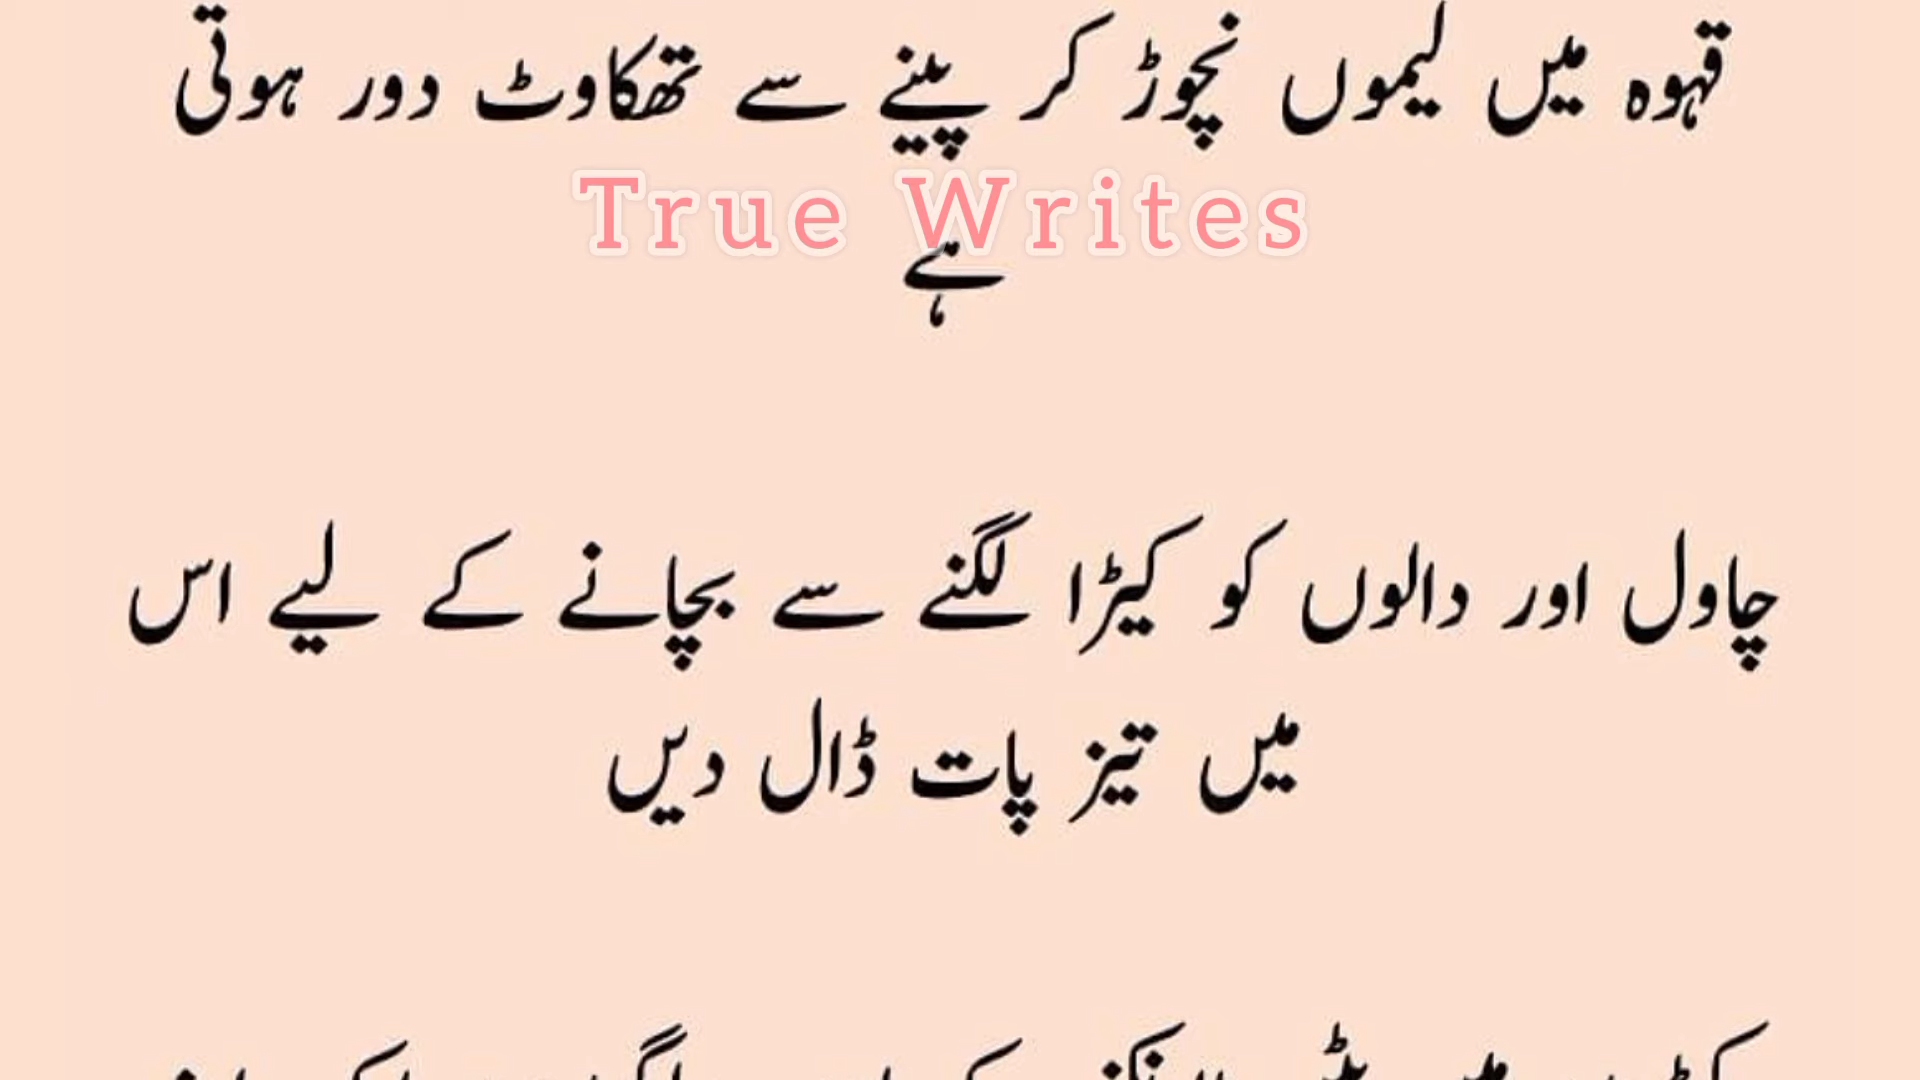 قہوہ میں لیموں نچوڑ کر پینے سے تھکاوٹ دور ہوتی
True Writes
ہے
چاول اور دالوں کو کیڑا لگنے سے بچانے کے لیے اس
میں تیز پات ڈال دیں